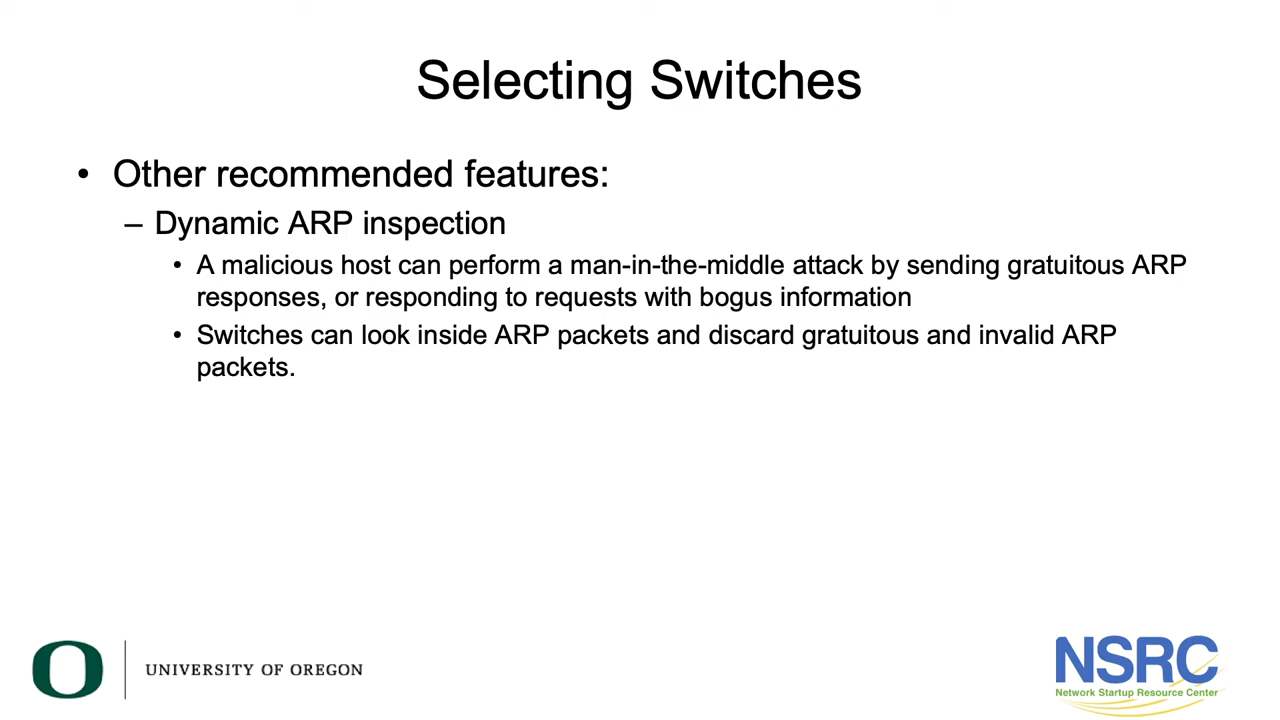 Selecting Switches
• Other recommended features:
– Dynamic ARP inspection
• A malicious host can perform a man-in-the-middle attack by sending gratuitous ARP
responses, or responding to requests with bogus information
• Switches can look inside ARP packets and discard gratuitous and invalid ARP
packets.
O
UNIVERSITY OF OREGON
NSRC
Network Startup Resource Center